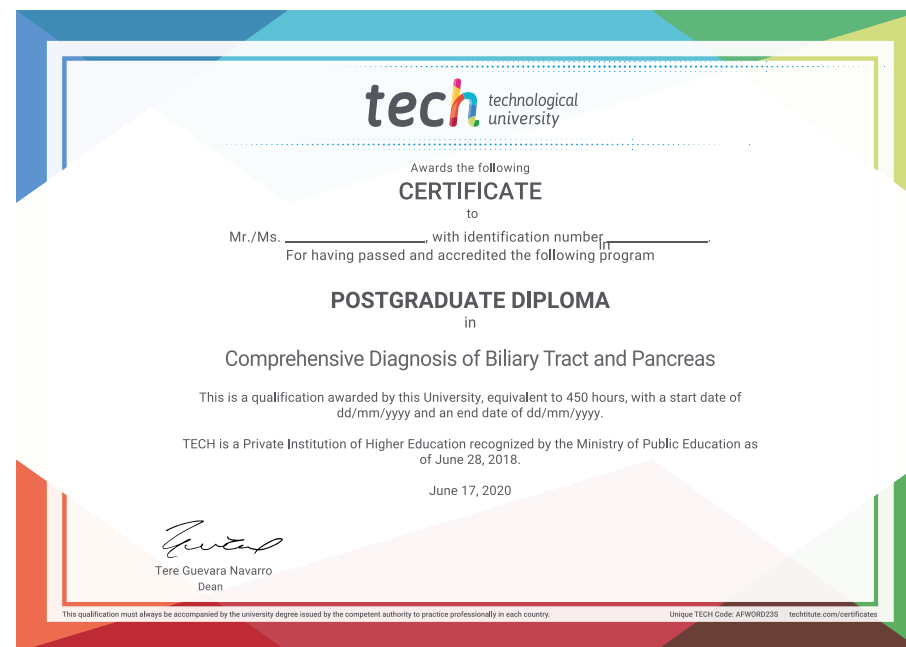 tech technological
university
Awards the following
CERTIFICATE
to
Mr./Ms. ____________________, with identification number______________.
in
For having passed and accredited the following program
POSTGRADUATE DIPLOMA
in
Comprehensive Diagnosis of Biliary Tract and Pancreas
This is a qualification awarded by this University, equivalent to 450 hours, with a start date of
dd/mm/yyyy and an end date of dd/mm/yyyy.
TECH is a Private Institution of Higher Education recognized by the Ministry of Public Education as
of June 28, 2018.
June 17, 2020
Tere Guevara Navarro
Dean
This qualification must always be accompanied by the university degree issued by the competent authority to practice professionally in each country.
Unique TECH Code: AFWORD23S techtitute.com/certificates